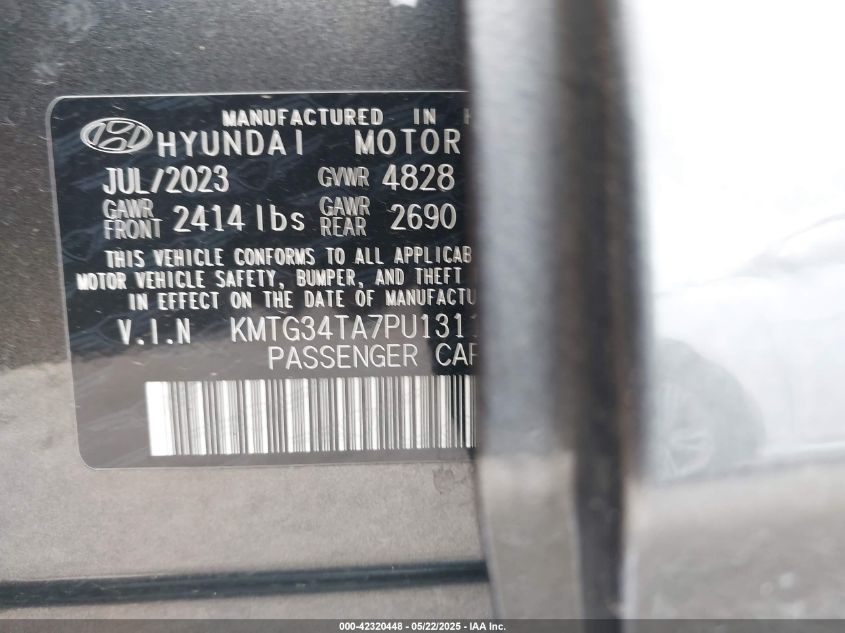 MANUFACTURED IN
HYUNDAI MOTOR
JUL/2023 GVWR 4828
GAWR FRONT 2414 lbs GAWR REAR 2690
THIS VEHICLE CONFORMS TO ALL APPLICAB
MOTOR VEHICLE SAFETY, BUMPER, AND THEFT
IN EFFECT ON THE DATE OF MANUFACTU
V.I.N KMTG34TA7PU131
PASSENGER CAR
000-42320448 - 05/22/2025 - IAA Inc.